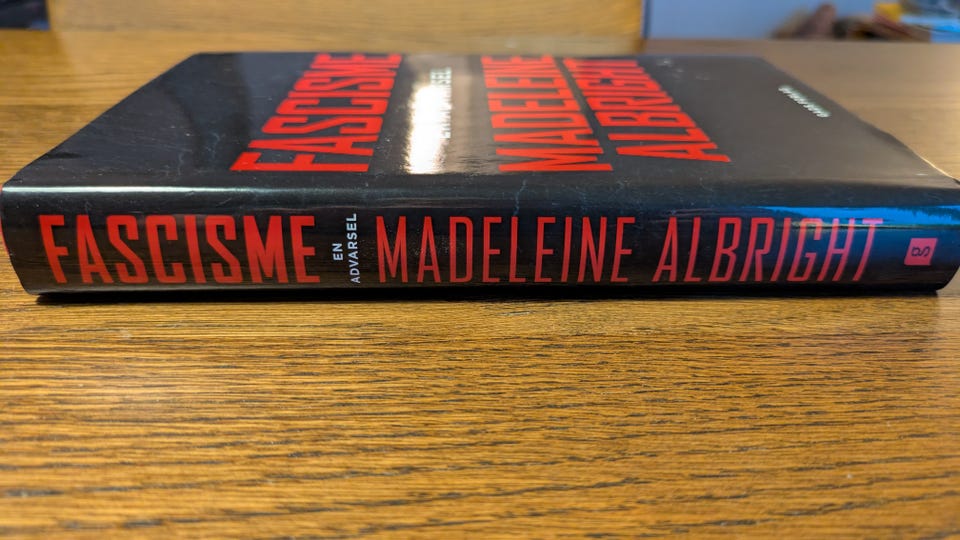 FASCISME
MADELEINE
ALBRIGHT
FASCISME
EN
ADVARSEL
MADELEINE ALBRIGHT